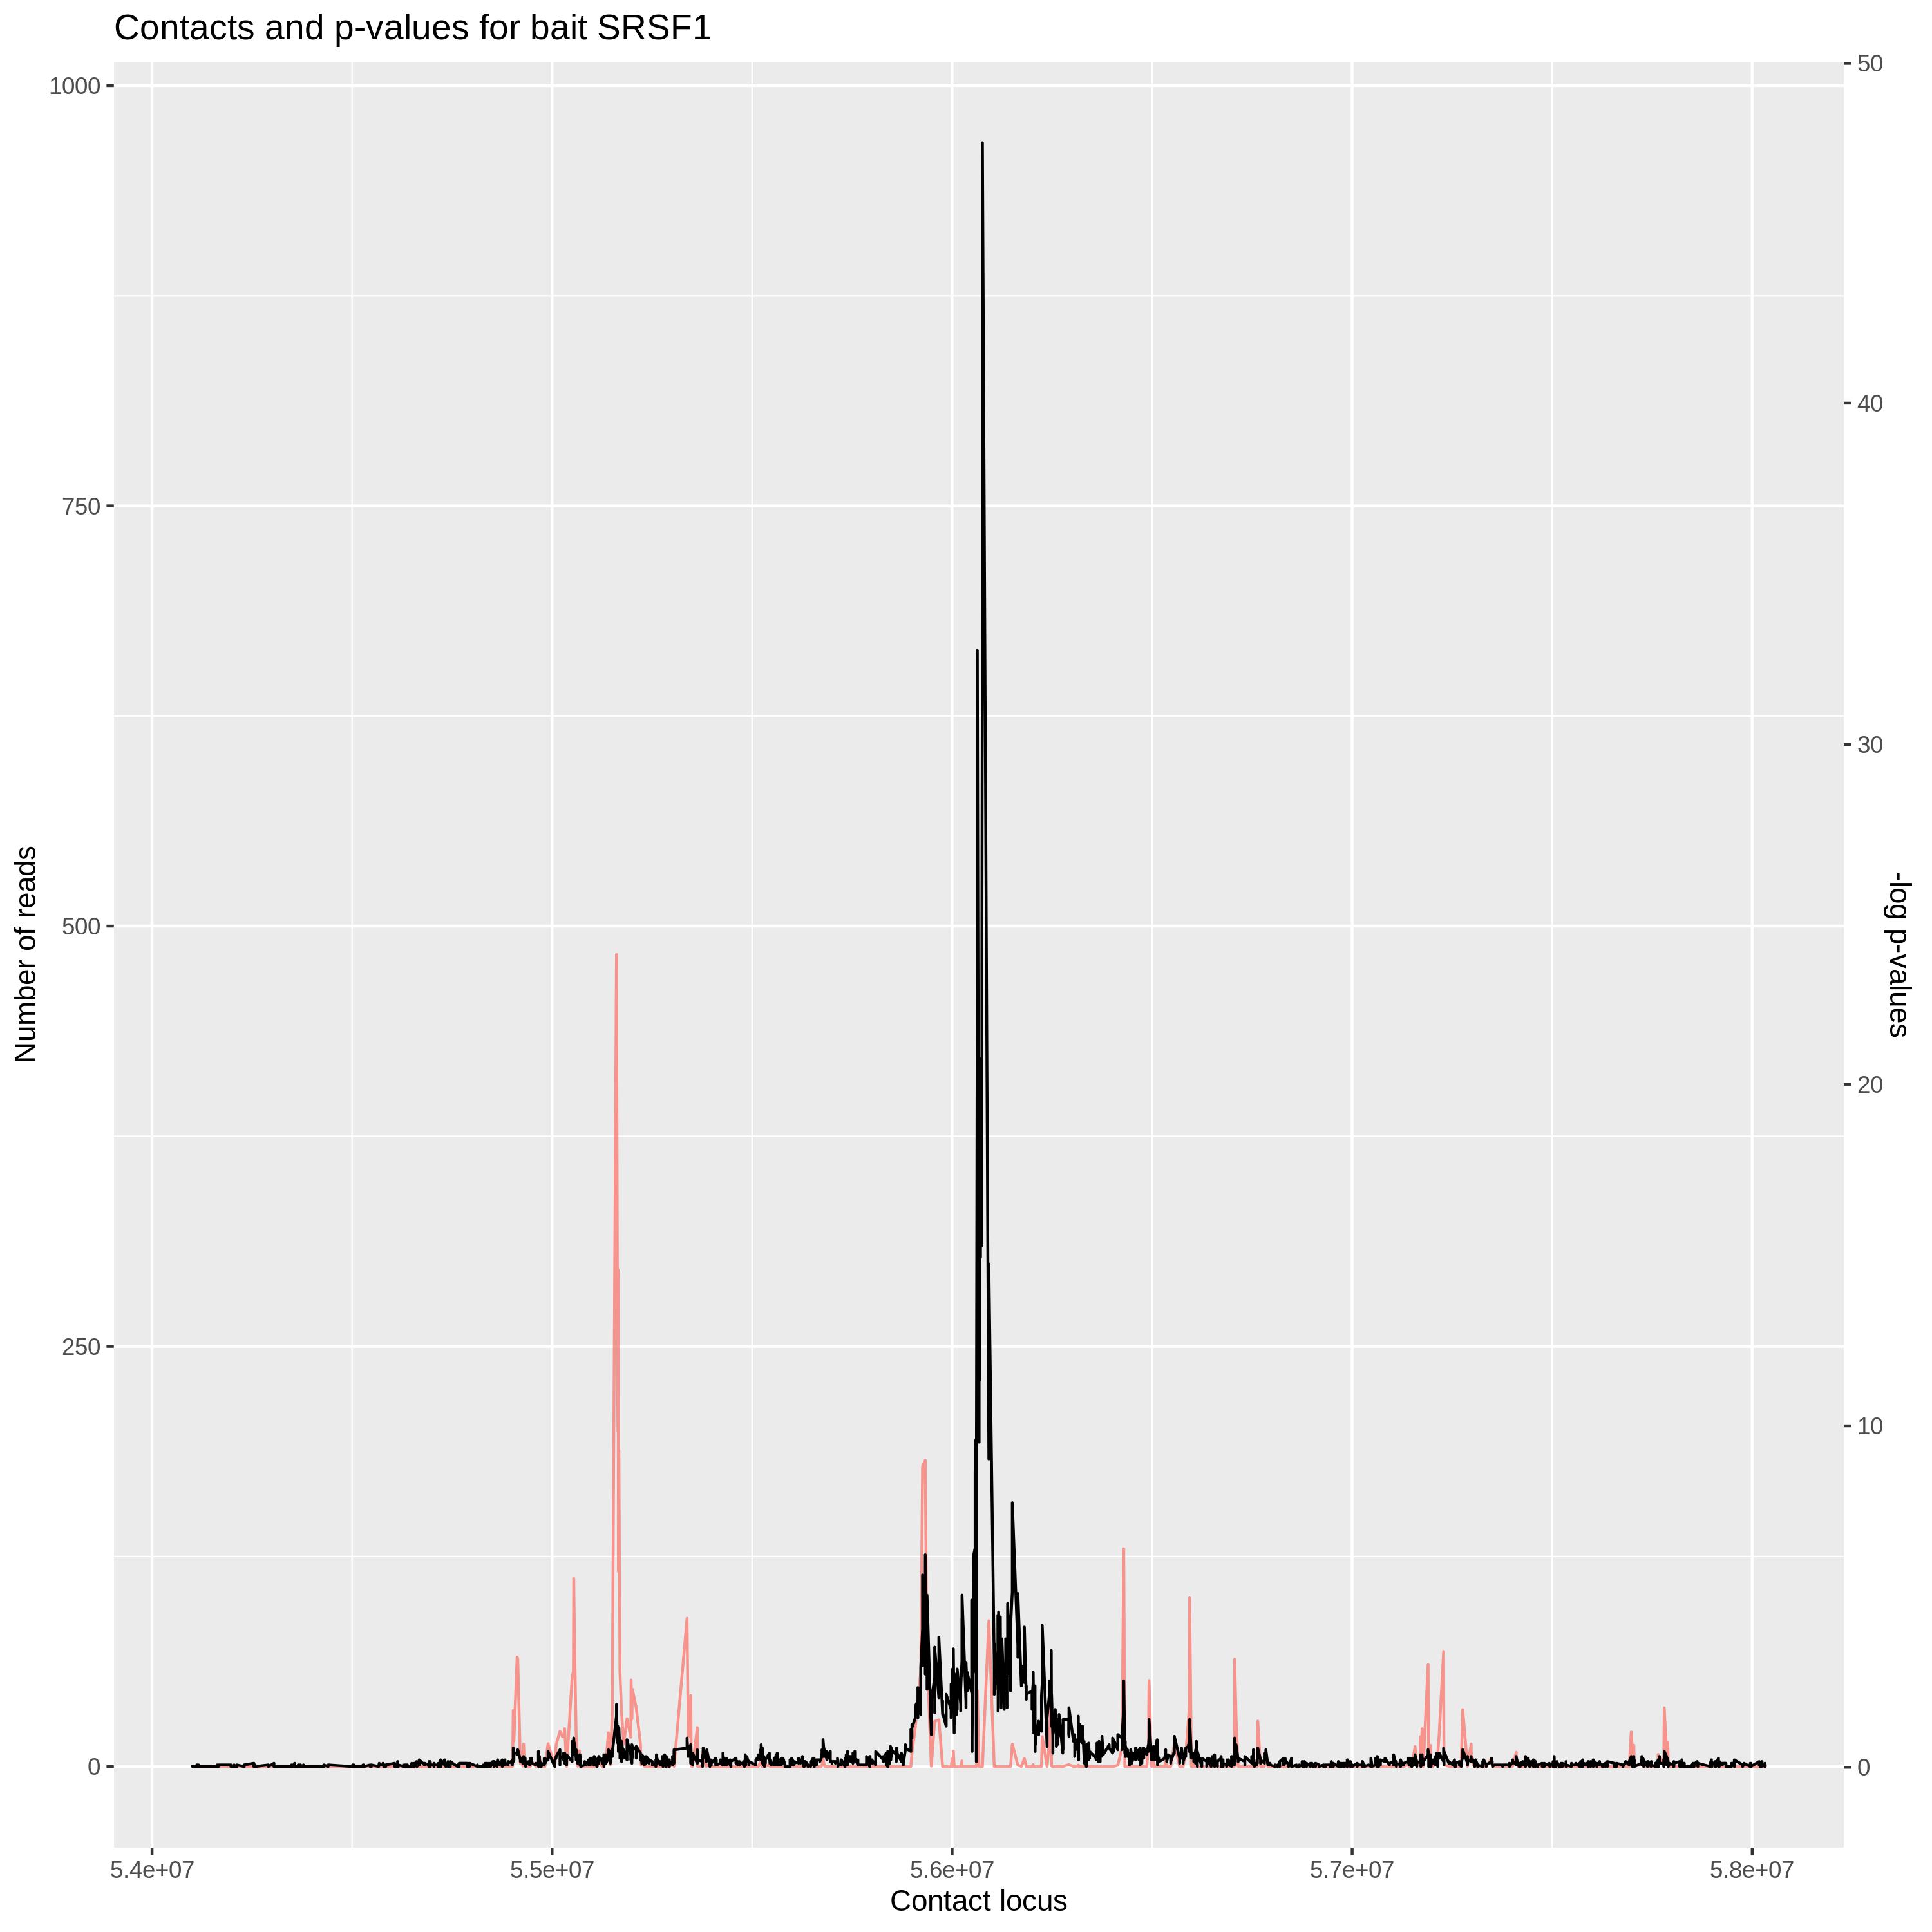 Contacts and p-values for bait SRSF1
1000
750
500
250
0
Number of reads
50
40
30
20
10
0
-log p-values
5.4e+07
5.5e+07
5.6e+07
5.7e+07
5.8e+07
Contact locus